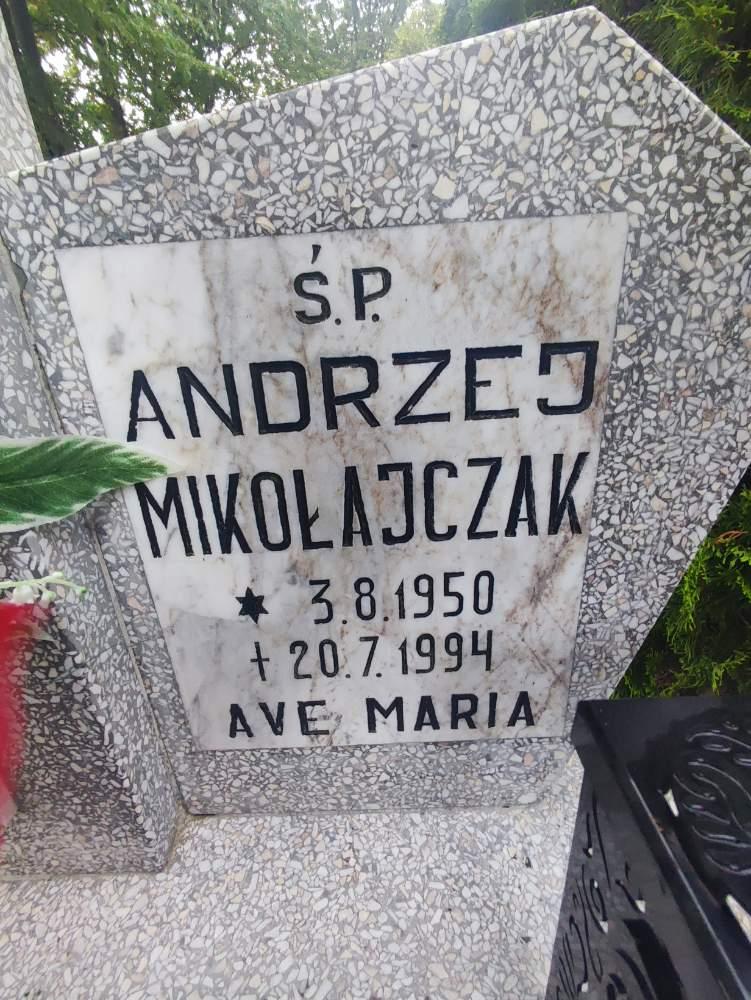 Ś.P.
ANDRZEJ
MIKOŁAJCZAK
★ 3.8.1950
† 20.7.1994
AVE MARIA